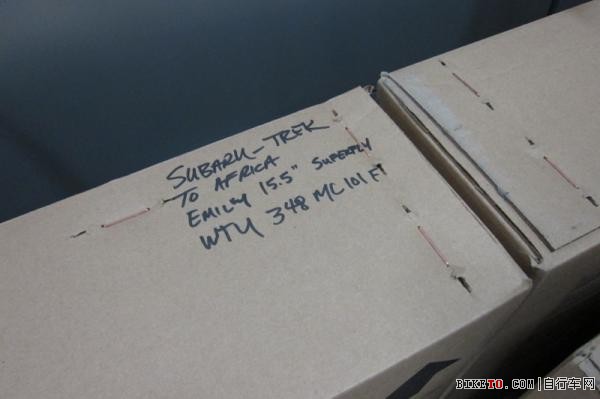 SUBARU-TREK
TO AFRICA
EMILY 15.5" SUPERFLY
WTU 348 MC 101 F
BIKETO.COM|自行车网